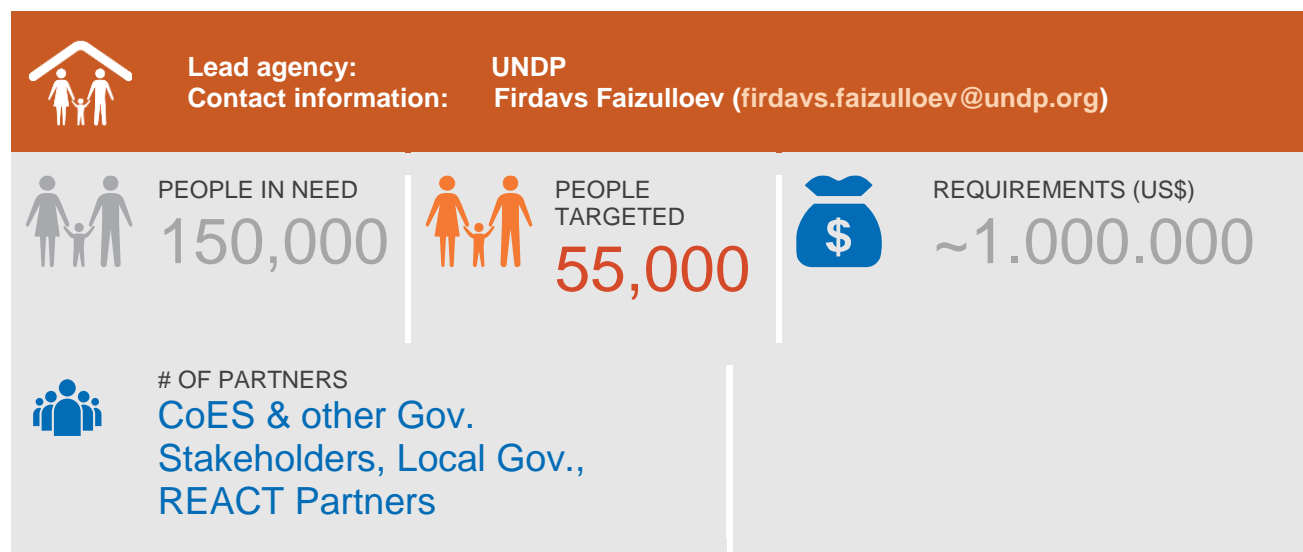 Lead agency: UNDP
Contact information: Firdavs Faizulloev (firdavs.faizulloev@undp.org)
PEOPLE IN NEED
150,000
PEOPLE
TARGETED
55,000
$
REQUIREMENTS (US$)
~1.000.000
# OF PARTNERS
CoES & other Gov.
Stakeholders, Local Gov.,
REACT Partners